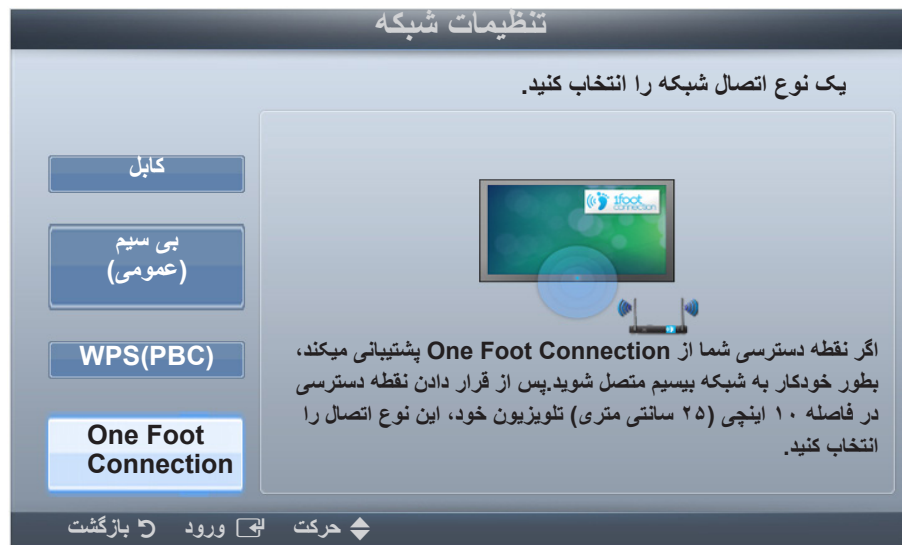 تنظیمات شبکه
یک نوع اتصال شبکه را انتخاب کنید.
کابل
بی سیم
(عمومی)
WPS(PBC)
One Foot
Connection
1foot
connection
اگر نقطه دسترسی شما از One Foot Connection پشتیبانی میکند،
بطور خودکار به شبکه بیسیم متصل شوید.پس از قرار دادن نقطه دسترسی
در فاصله ۱۰ اینچی (۲۵ سانتی متری) تلویزیون خود، این نوع اتصال را
انتخاب کنید.
حرکت ورود بازگشت